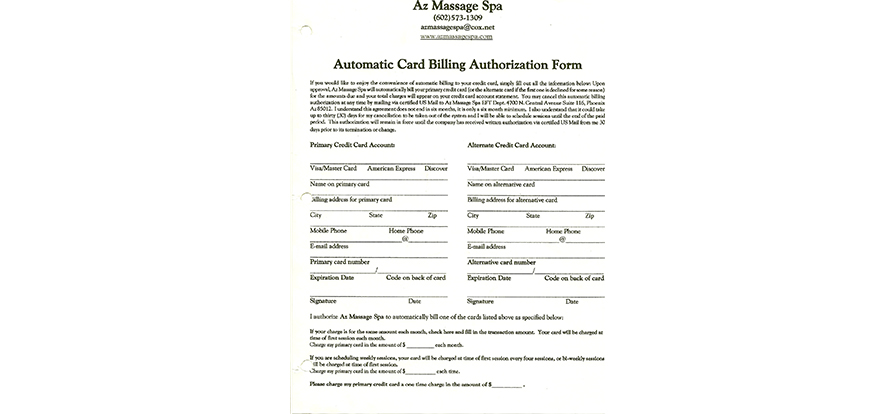 Az Massage Spa
(602)573-1309
azmassagespa@cox.net
www.azmassagespa.com
Automatic Card Billing Authorization Form
If you would like to enjoy the convenience of automatic billing to your credit card, simply fill out all the information below. Upon
approval, Az Massage Spa will automatically bill your primary credit card (or the alternate card if the first one is declined for some reason)
for the amounts due and your total charges will appear on your credit card account statement. You may cancel this automatic billing
authorization at any time by mailing via certified US Mail to Az Massage Spa EFT Dept. 4700 N. Central Avenue Suite 116, Phoenix
Az 85012. I understand this agreement does not end in six months, it is only a six month minimum. I also understand that it could take
up to thirty (30) days for my cancellation to be taken out of the system and I will be able to schedule sessions until the end of the paid
period. This authorization will remain in force until the company has received written authorization via certified US Mail from me 30
days prior to its termination or change.
Primary Credit Card Account: Alternate Credit Card Account:
Visa/Master Card American Express Discover Visa/Master Card American Express Discover
Name on primary card Name on alternative card
Billing address for primary card Billing address for alternative card
City State Zip City State Zip
Mobile Phone Home Phone Mobile Phone Home Phone
@ @
E-mail address E-mail address
Primary card number Alternative card number
/ /
Expiration Date Code on back of card Expiration Date Code on back of card
Signature Date Signature Date
I authorize Az Massage Spa to automatically bill one of the cards listed above as specified below:
If your charge is for the same amount each month, check here and fill in the transaction amount. Your card will be charged at
time of first session each month.
Charge my primary card in the amount of $ ________ each month.
If you are scheduling weekly sessions, your card will be charged at time of first session every four sessions, or bi-weekly sessions
ill be charged at time of first session.
Charge my primary card in the amount of $ ________ each time.
Please charge my primary credit card a one time charge in the amount of $ ________ .